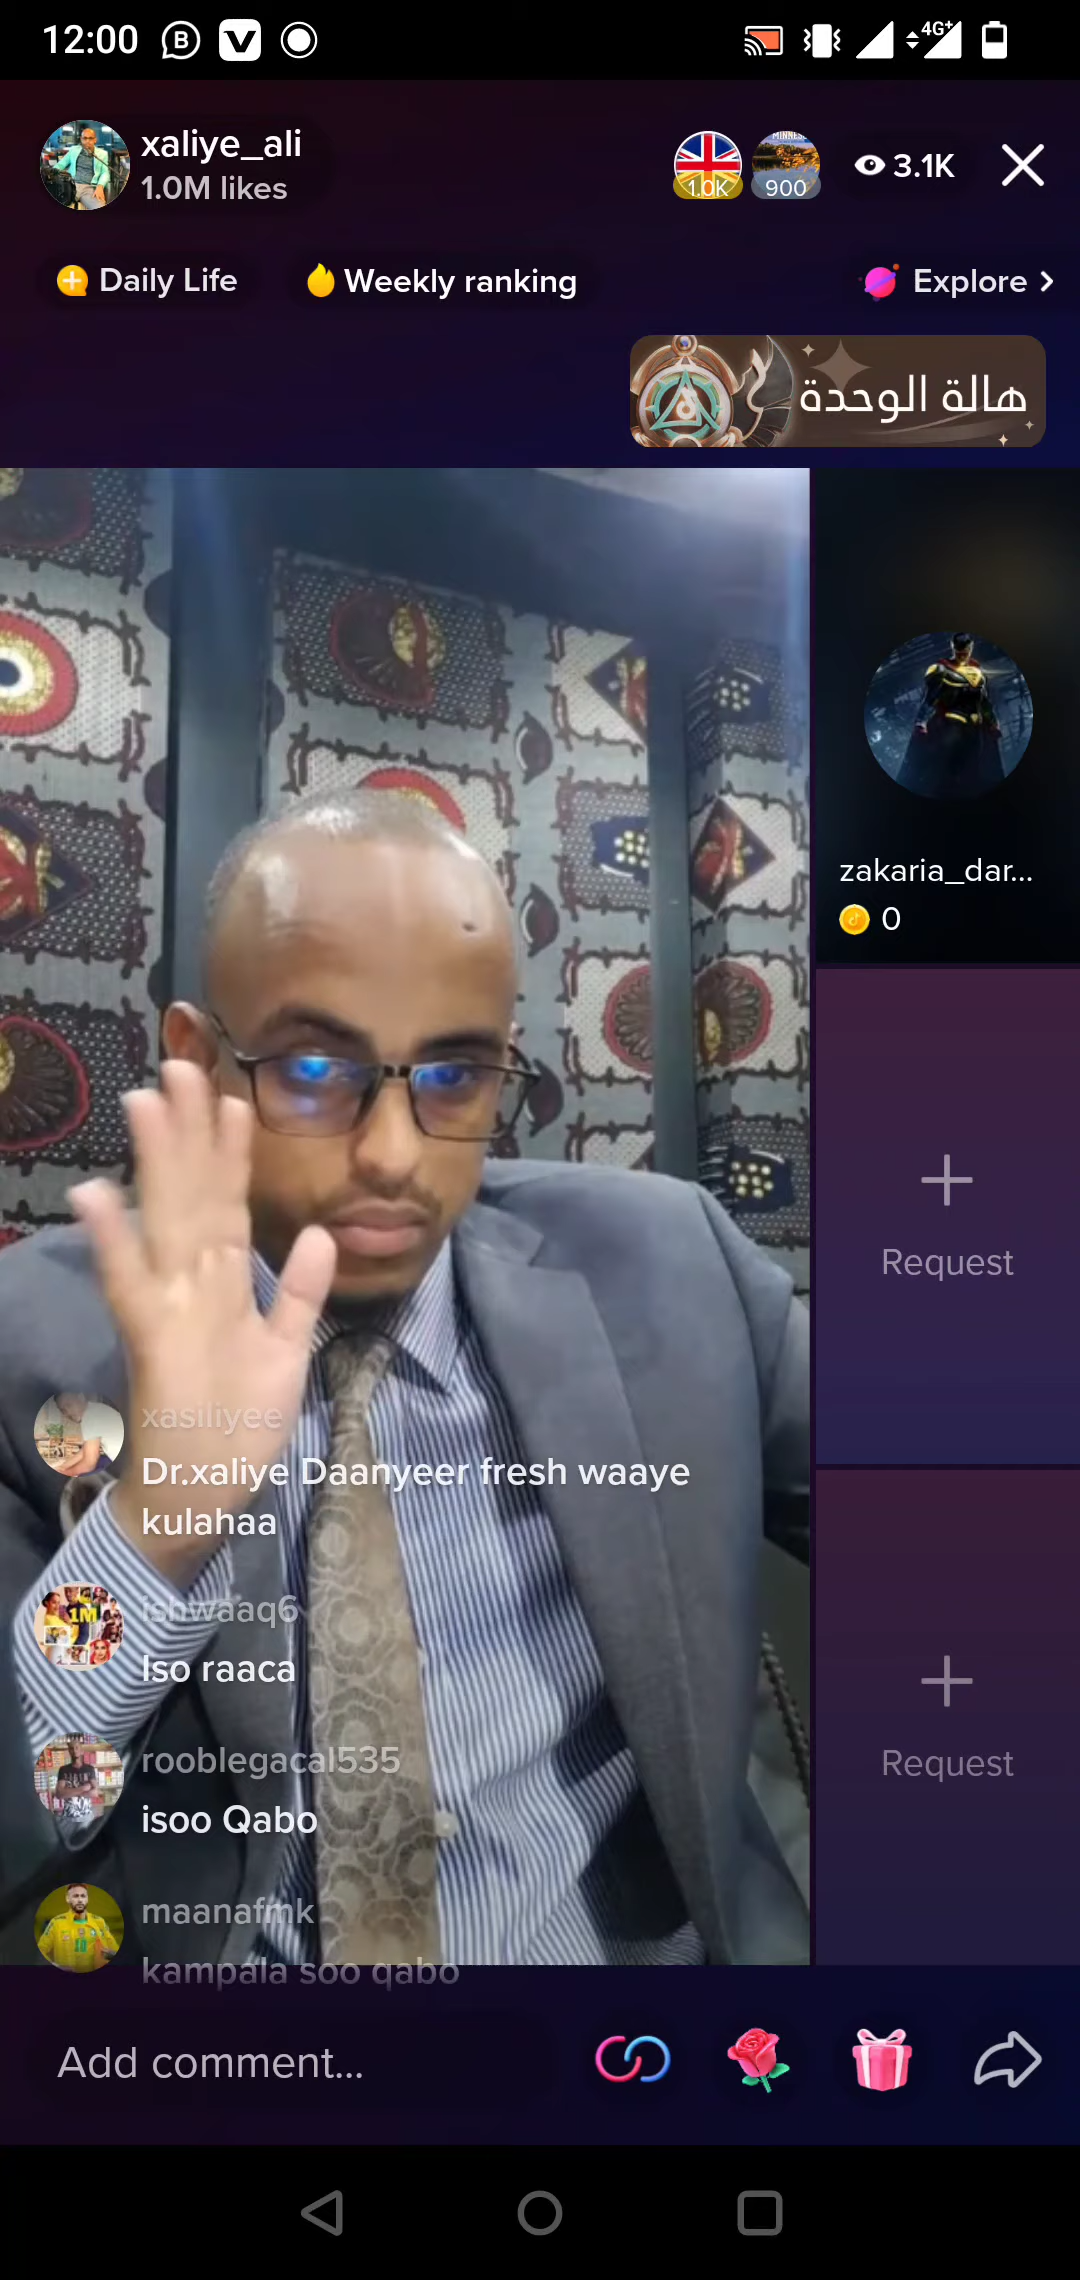 12:00
4G+
xaliye_ali
1.0M likes
1.0K
900
3.1K
Daily Life
Weekly ranking
Explore
هالة الوحدة
zakaria_dar...
0
Request
Request
xasiliyee
Dr.xaliye Daanyeer fresh waaye
kulahaa
ishwaaq6
Iso raaca
rooblegacal535
isoo Qabo
maanafmk
kampala soo qabo
Add comment...